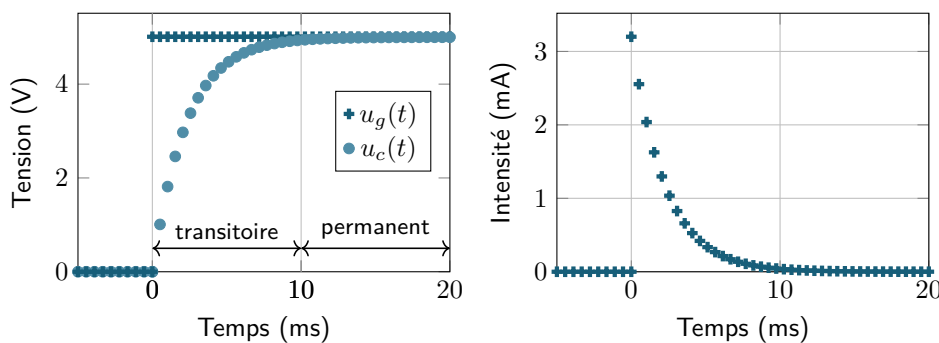 Tension (V)
4
2
0
0
10
20
Temps (ms)
u_g(t)
u_c(t)
transitoire
permanent
Intensité (mA)
3
2
1
0
0
10
20
Temps (ms)